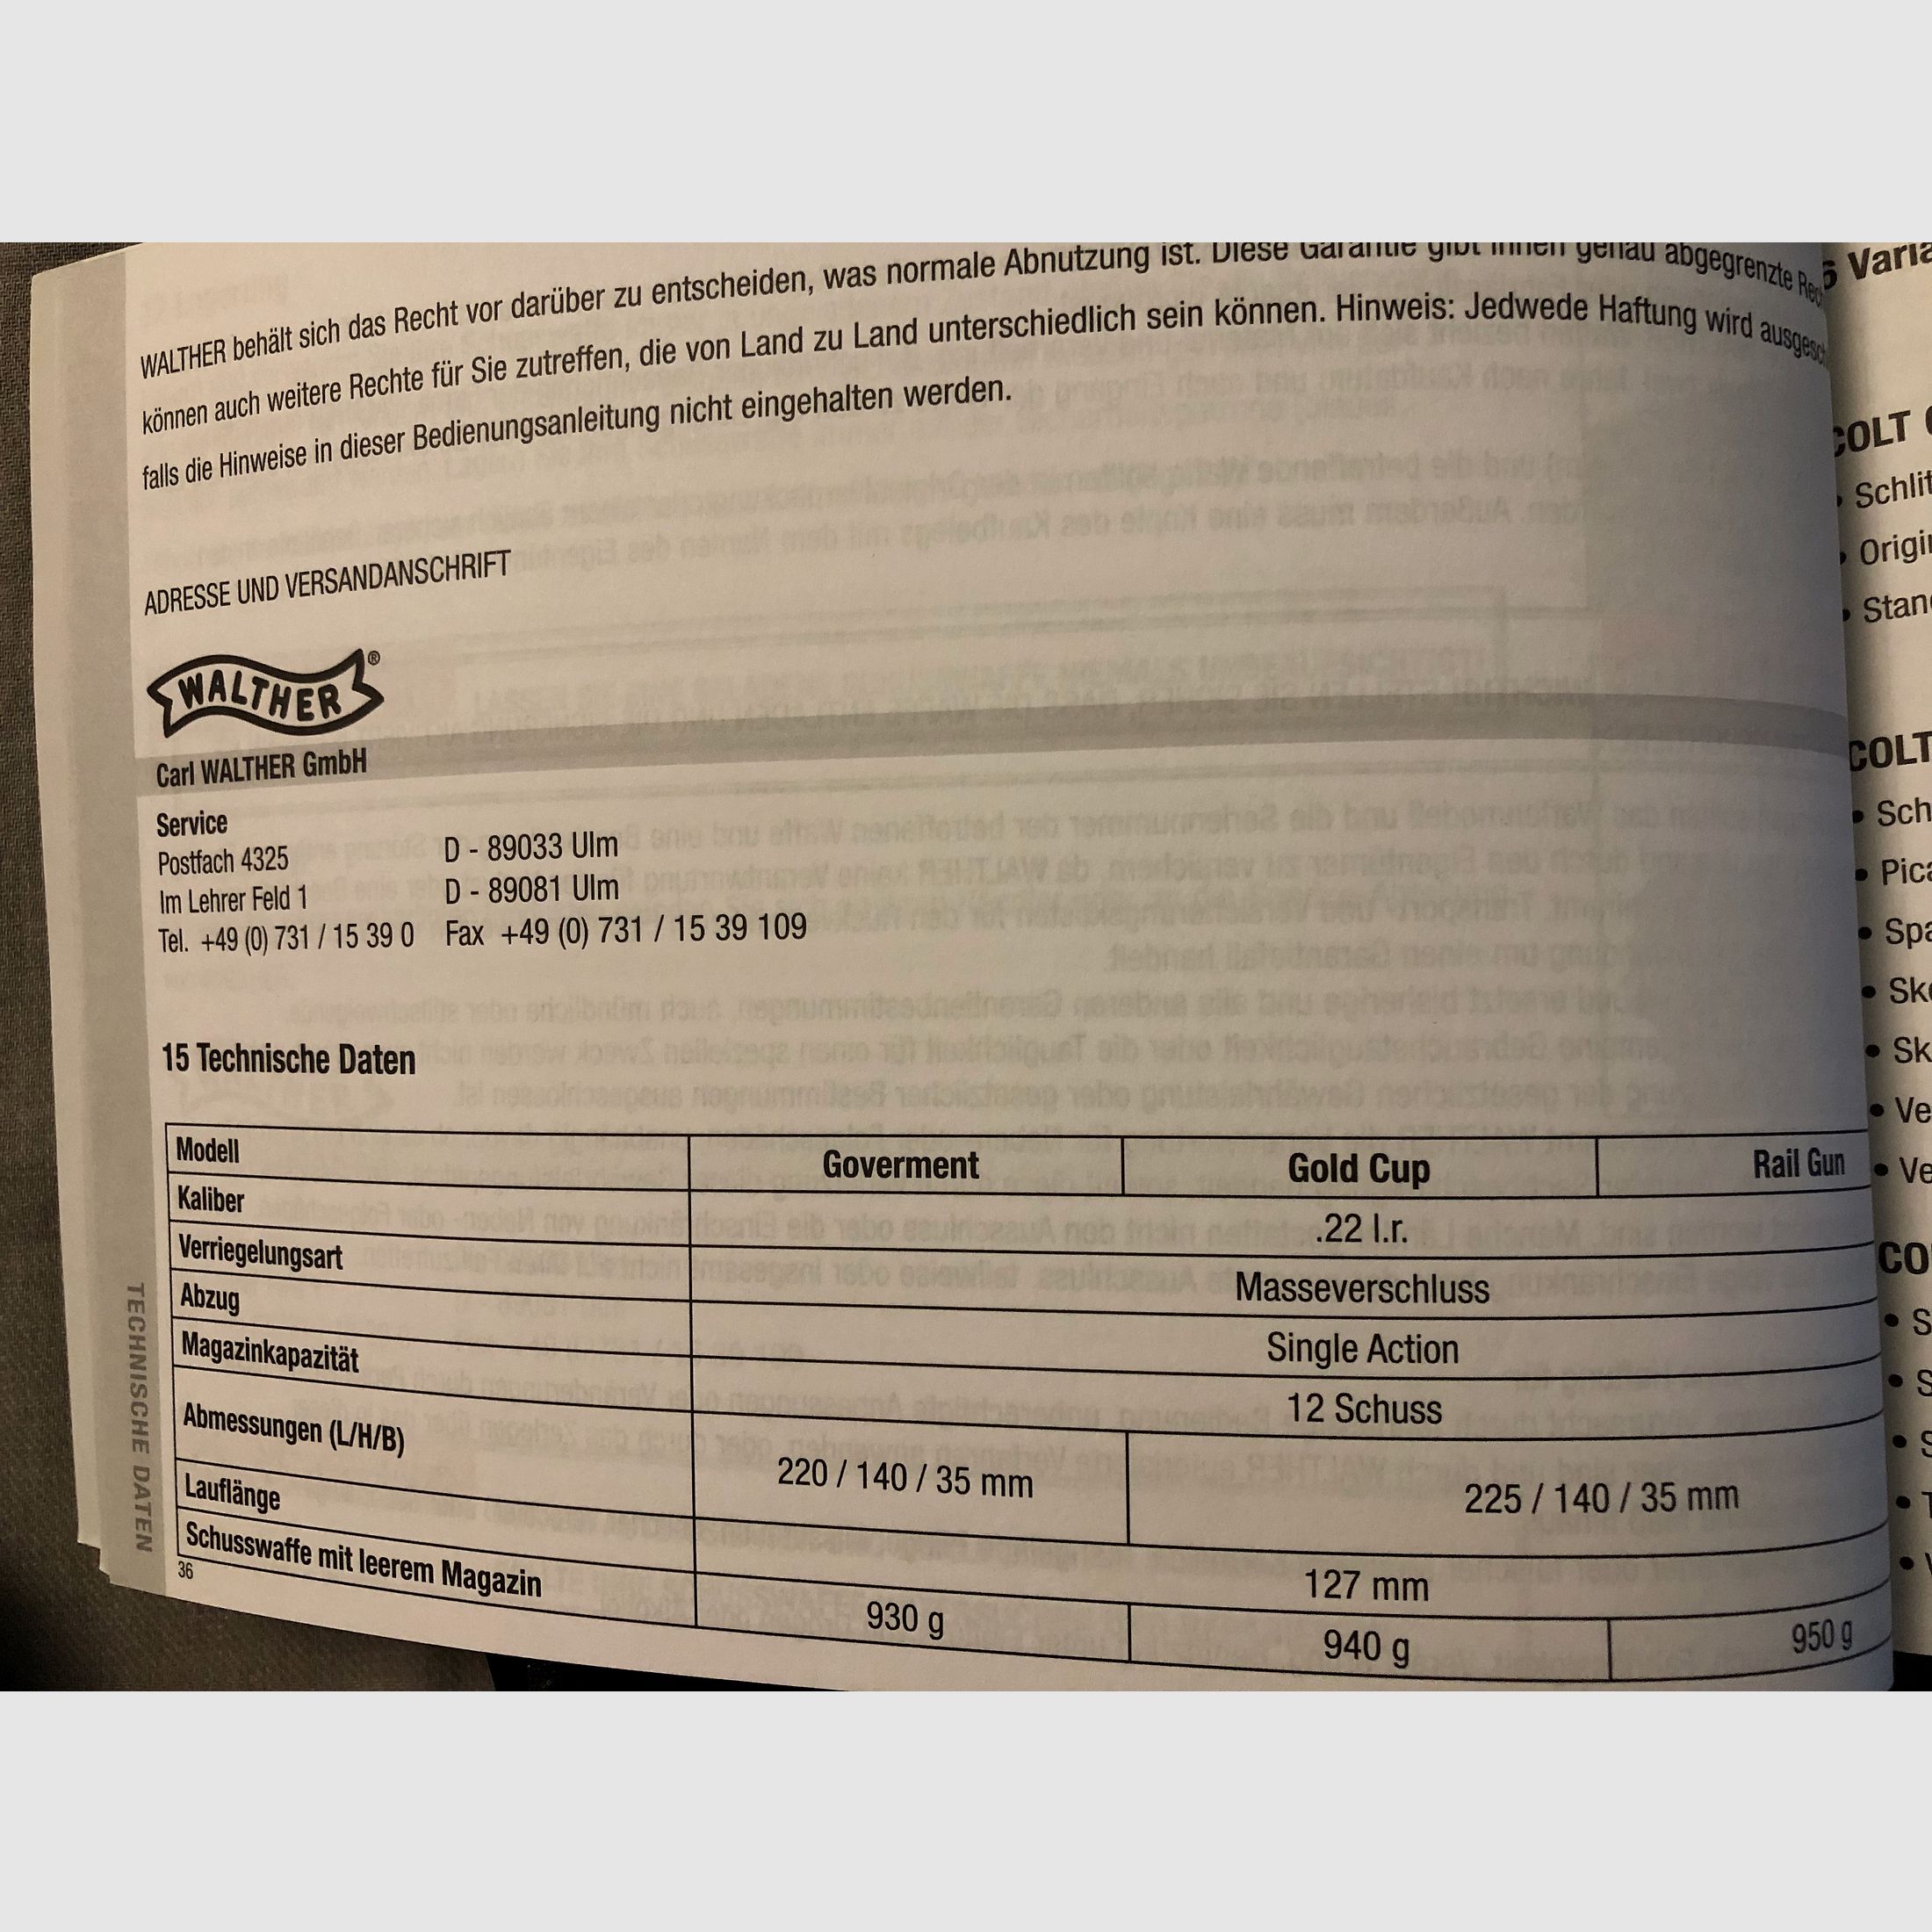 WALTHER behält sich das Recht vor darüber zu entscheiden, was normale Abnutzung ist. Diese Garantie gibt Ihnen genau abgegrenzte
können auch weitere Rechte für Sie zutreffen, die von Land zu Land unterschiedlich sein können. Hinweis: Jedwede Haftung wird
falls die Hinweise in dieser Bedienungsanleitung nicht eingehalten werden.
ADRESSE UND VERSANDANSCHRIFT
WALTHER ®
Carl WALTHER GmbH
Service
Postfach 4325 D - 89033 Ulm
Im Lehrer Feld 1 D - 89081 Ulm
Tel. +49 (0) 731 / 15 39 0 Fax +49 (0) 731 / 15 39 109
15 Technische Daten
Modell Goverment Gold Cup Rail Gun
Kaliber .22 l.r.
Verriegelungsart Masseverschluss
Abzug Single Action
Magazinkapazität 12 Schuss
Abmessungen (L/H/B) 220 / 140 / 35 mm 225 / 140 / 35 mm
Lauflänge 127 mm
Schusswaffe mit leerem Magazin 930 g 940 g 950 g
36
TECHNISCHE DATEN
COLT
COLT